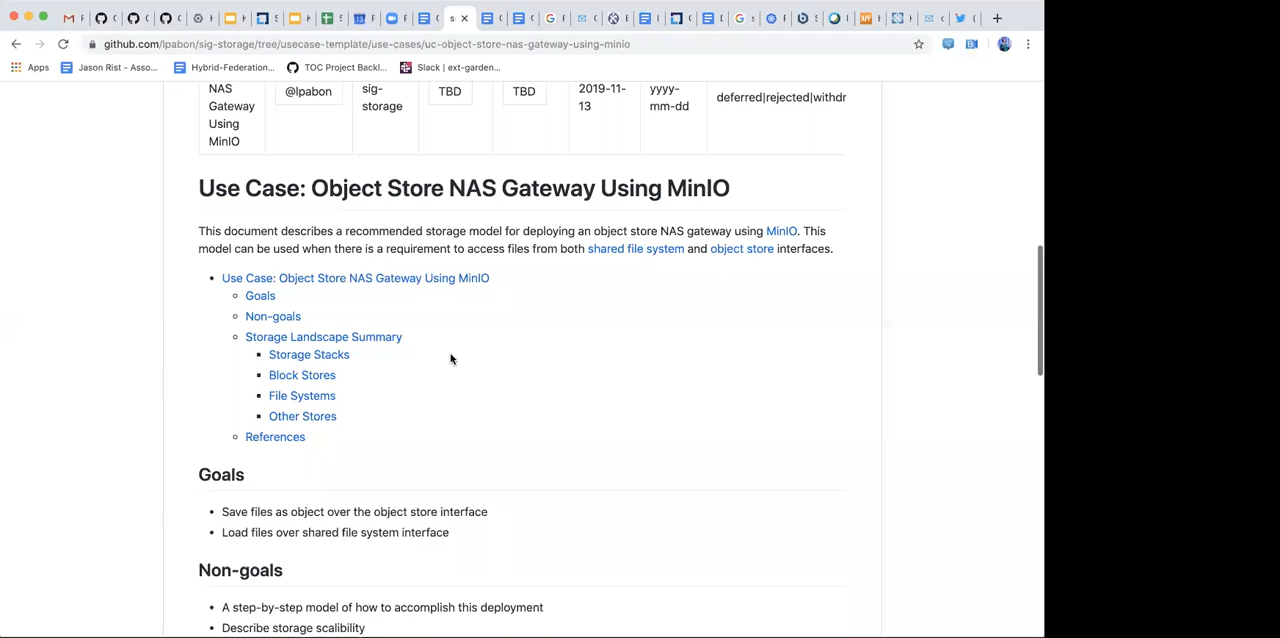 github.com/lpabon/sig-storage/tree/usecase-template/use-cases/uc-object-store-nas-gateway-using-minio
Apps Jason Rist - Asso... Hybrid-Federation... TOC Project Backl... Slack | ext-garden...
NAS
Gateway
Using
MinIO
@lpabon
sig-
storage
TBD
TBD
2019-11-
13
yyyy-
mm-dd
deferred|rejected|withdr
Use Case: Object Store NAS Gateway Using MinIO
This document describes a recommended storage model for deploying an object store NAS gateway using MinIO. This
model can be used when there is a requirement to access files from both shared file system and object store interfaces.
Use Case: Object Store NAS Gateway Using MinIO
Goals
Non-goals
Storage Landscape Summary
Storage Stacks
Block Stores
File Systems
Other Stores
References
Goals
Save files as object over the object store interface
Load files over shared file system interface
Non-goals
A step-by-step model of how to accomplish this deployment
Describe storage scalibility